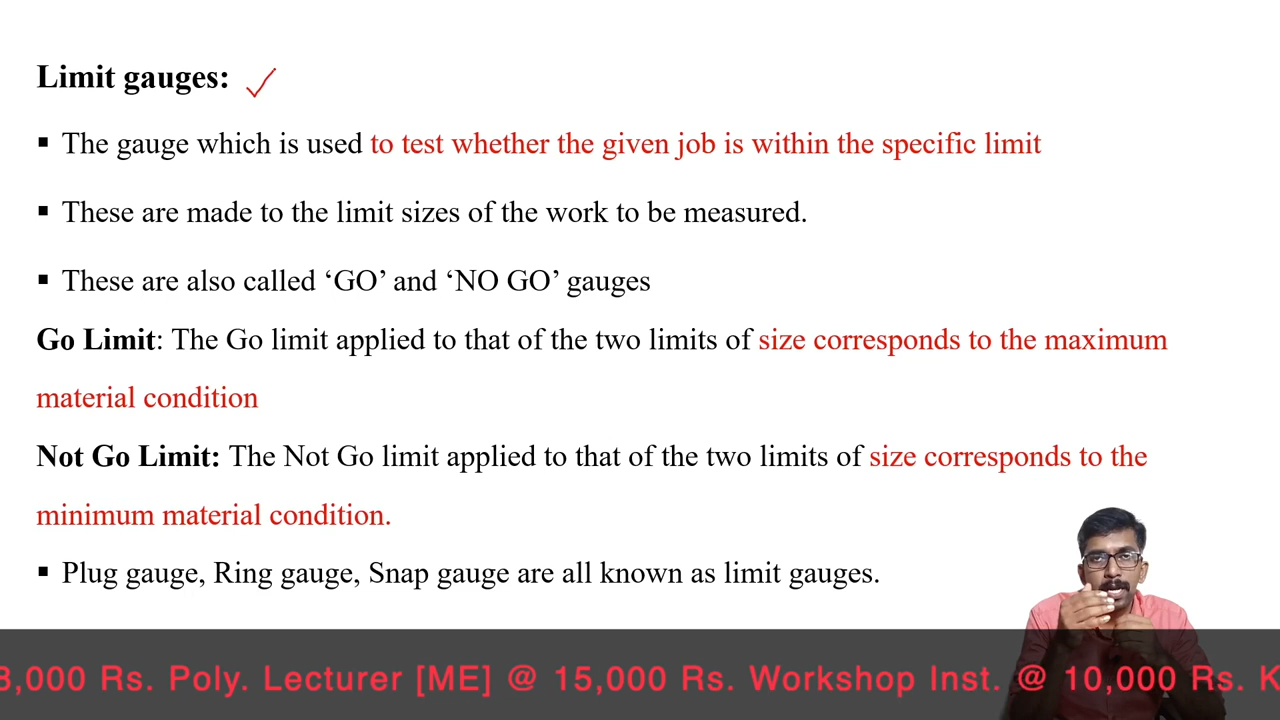 Limit gauges:
▪ The gauge which is used to test whether the given job is within the specific limit
▪ These are made to the limit sizes of the work to be measured.
▪ These are also called ‘GO’ and ‘NO GO’ gauges
Go Limit: The Go limit applied to that of the two limits of size corresponds to the maximum
material condition
Not Go Limit: The Not Go limit applied to that of the two limits of size corresponds to the
minimum material condition.
▪ Plug gauge, Ring gauge, Snap gauge are all known as limit gauges.
8,000 Rs. Poly. Lecturer [ME] @ 15,000 Rs. Workshop Inst. @ 10,000 Rs. K